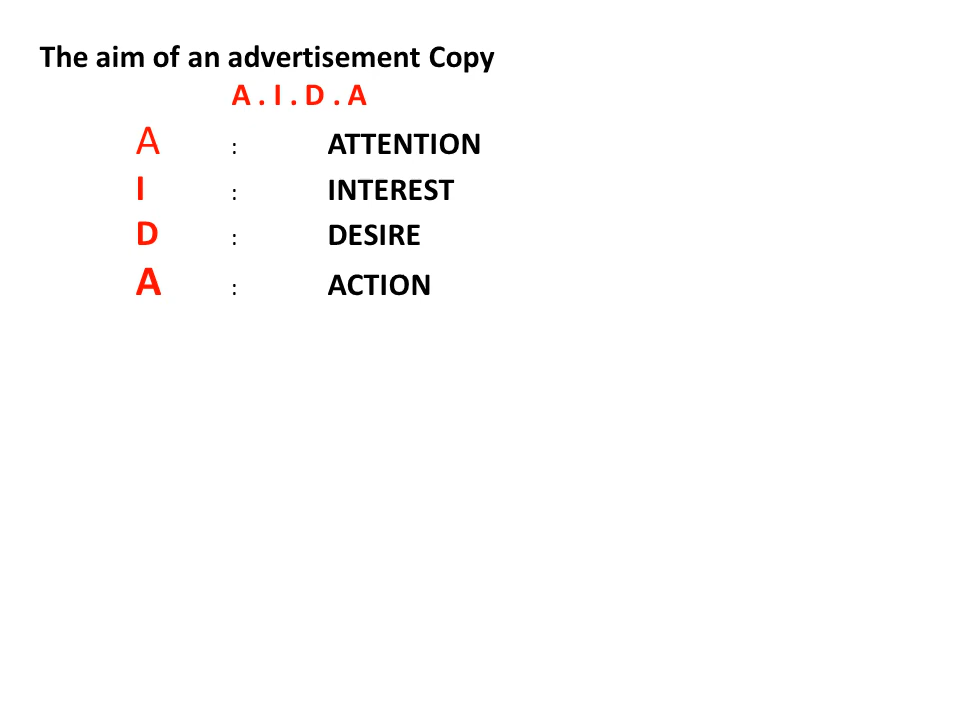 The aim of an advertisement Copy
A . I . D . A
A : ATTENTION
I : INTEREST
D : DESIRE
A : ACTION